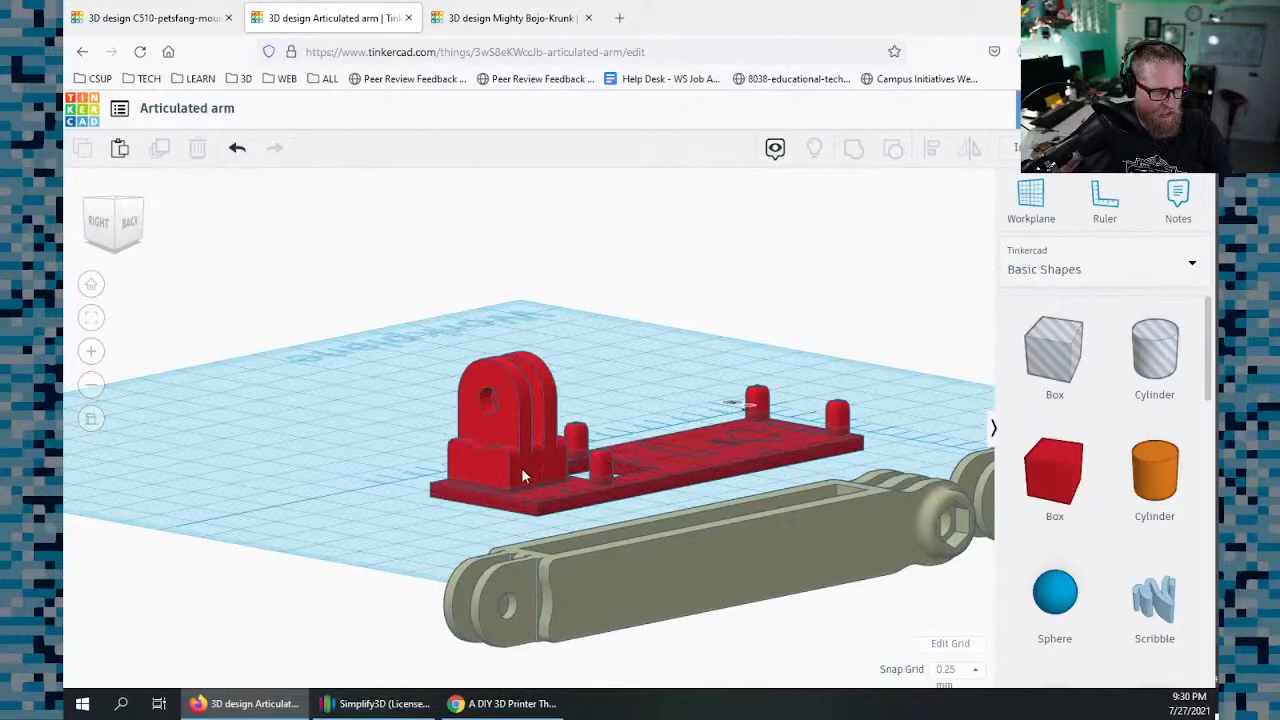 3D design C510-petsfang-moun
3D design Articulated arm | Tink
3D design Mighty Bojo-Krunk |
https://www.tinkercad.com/things/3wS8eKWccJb-articulated-arm/edit
CSUP
TECH
LEARN
3D
WEB
ALL
Peer Review Feedback ...
Peer Review Feedback ...
Help Desk - WS Job A...
8038-educational-tech...
Campus Initiatives We...
TIN
KER
CAD
Articulated arm
RIGHT
BACK
Workplane
Ruler
Notes
Tinkercad
Basic Shapes
Box
Cylinder
Box
Cylinder
Sphere
Scribble
Edit Grid
Snap Grid
0.25
mm
3D design Articulat...
Simplify3D (License...
A DIY 3D Printer Th...
9:30 PM
7/27/2021